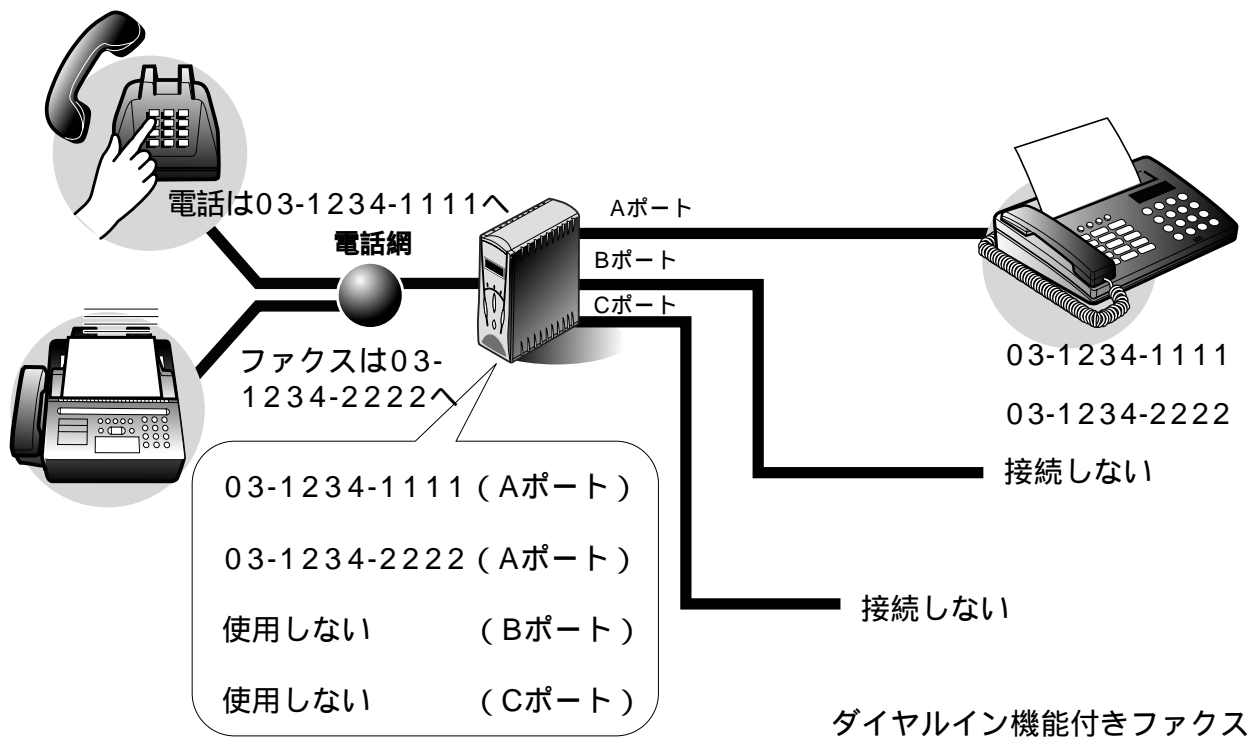 電話は03-1234-1111へ
電話網
Aポート
Bポート
Cポート
ファクスは03-
1234-2222へ
03-1234-1111
03-1234-2222
接続しない
03-1234-1111(Aポート)
03-1234-2222(Aポート)
使用しない (Bポート)
使用しない (Cポート)
接続しない
ダイヤルイン機能付きファクス